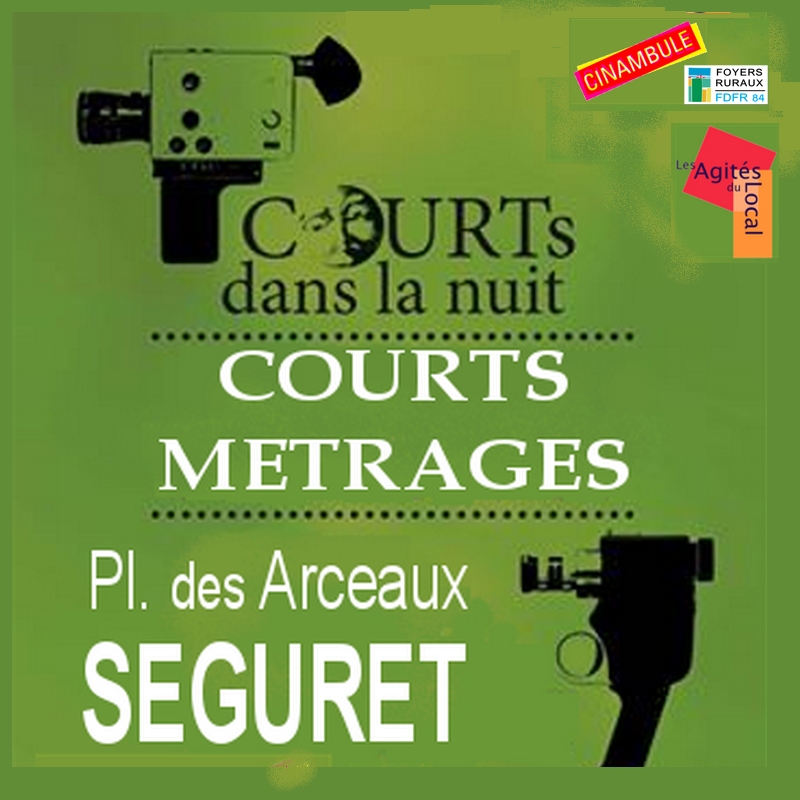 CINAMBULE
FOYERS
RURAUX
FDFR 84
Les Agités
du Local
COURTs
dans la nuit
COURTS
METRAGES
Pl. des Arceaux
SEGURET